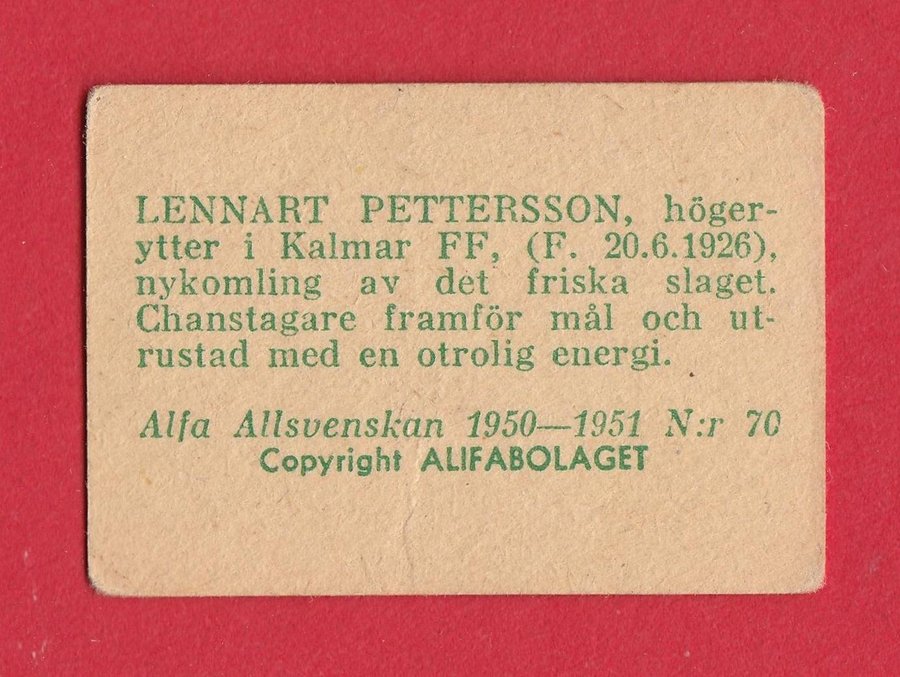 LENNART PETTERSSON, höger-
ytter i Kalmar FF, (F. 20.6.1926),
nykomling av det friska slaget.
Chanstagare framför mål och ut-
rustad med en otrolig energi.
Alfa Allsvenskan 1950—1951 N:r 70
Copyright ALIFABOLAGET